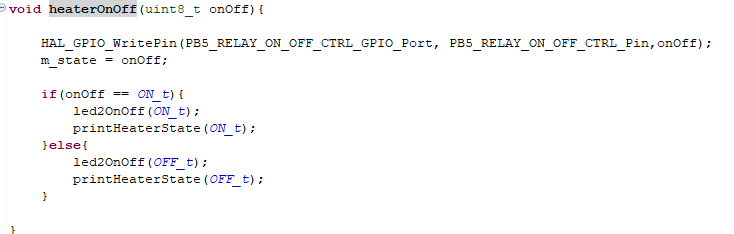 void heaterOnOff(uint8_t onOff){
HAL_GPIO_WritePin(PB5_RELAY_ON_OFF_CTRL_GPIO_Port, PB5_RELAY_ON_OFF_CTRL_Pin,onOff);
m_state = onOff;
if(onOff == ON_t){
led2OnOff(ON_t);
printHeaterState(ON_t);
}else{
led2OnOff(OFF_t);
printHeaterState(OFF_t);
}
}